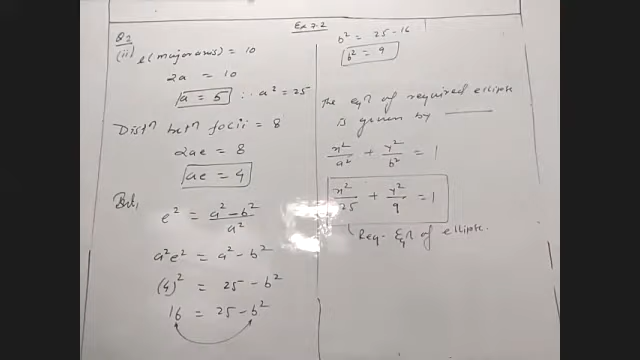 Ex 7.2
Q2
(ii) l(major axis) = 10
2a = 10
a = 5 ∴ a² = 25
Distⁿ betⁿ focii = 8
2ae = 8
ae = 4
But,
e² = a² - b² / a²
a²e² = a² - b²
(4)² = 25 - b²
16 = 25 - b²
b² = 25 - 16
b² = 9
The eqn of required ellipse
is given by
x²/a² + y²/b² = 1
x²/25 + y²/9 = 1
Req. Eqn of ellipse.